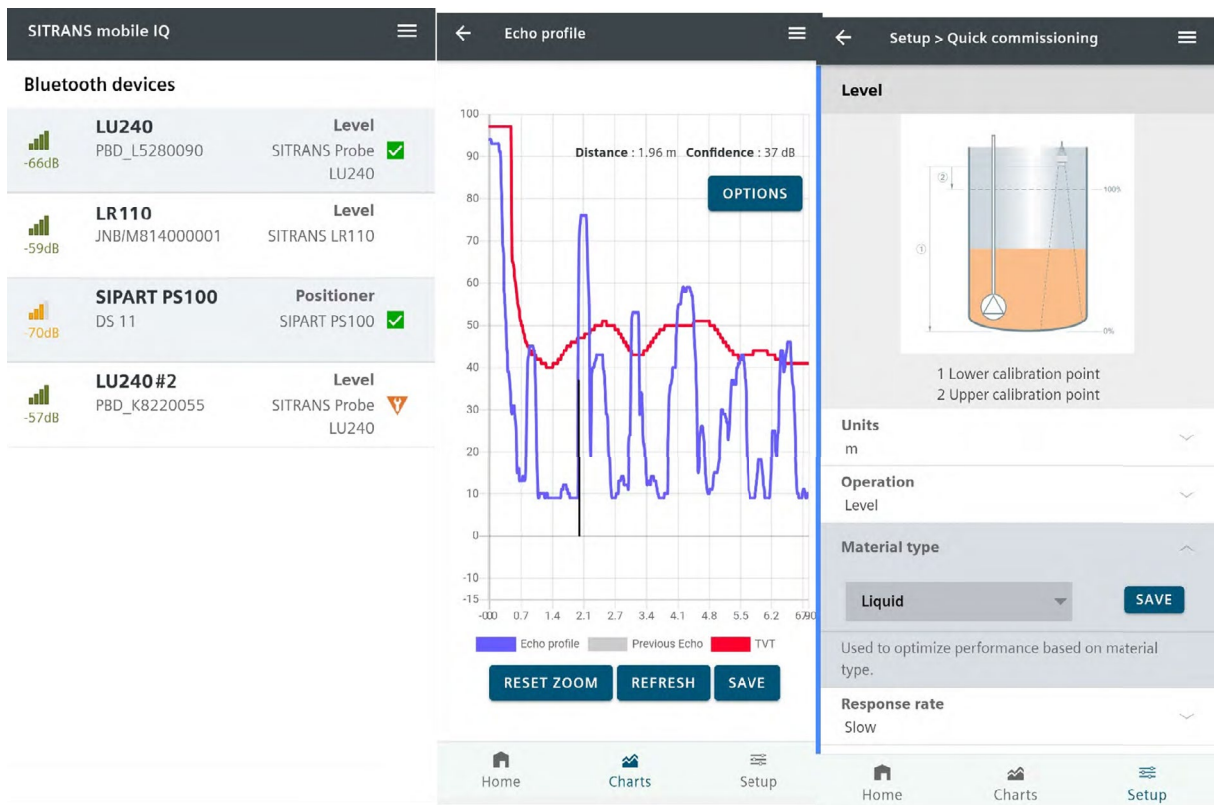 SITRANS mobile IQ
Bluetooth devices
LU240 Level
-66dB PBD_L5280090 SITRANS Probe
LU240
LR110 Level
-59dB JNB/M814000001 SITRANS LR110
SIPART PS100 Positioner
-70dB DS 11 SIPART PS100
LU240#2 Level
-57dB PBD_K8220055 SITRANS Probe
LU240
Echo profile
Distance : 1.96 m Confidence : 37 dB
OPTIONS
100
90
80
70
60
50
40
30
20
10
0
-10
-15
0.7 1.4 2.1 2.7 3.4 4.1 4.8 5.5 6.2
Echo profile Previous Echo TVT
RESET ZOOM REFRESH SAVE
Home Charts Setup
Setup > Quick commissioning
Level
2
100%
1
0%
1 Lower calibration point
2 Upper calibration point
Units
m
Operation
Level
Material type
Liquid SAVE
Used to optimize performance based on material
type.
Response rate
Slow
Home Charts Setup